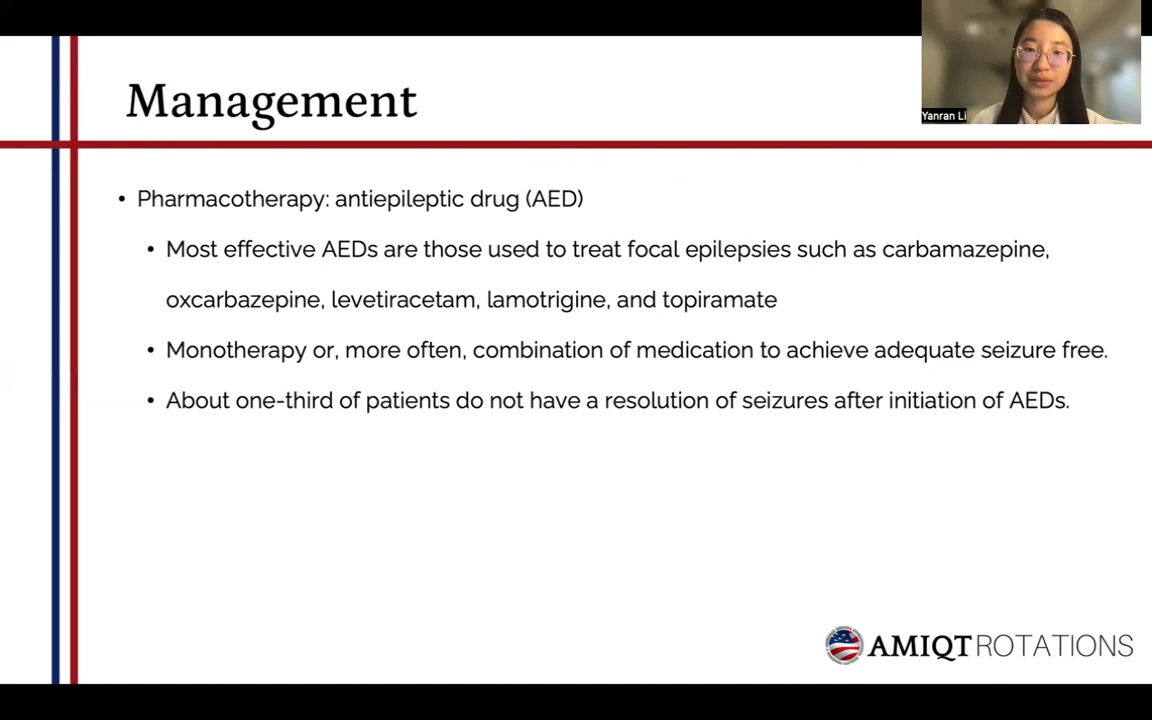 Management
Yanran Li
• Pharmacotherapy: antiepileptic drug (AED)
• Most effective AEDs are those used to treat focal epilepsies such as carbamazepine,
oxcarbazepine, levetiracetam, lamotrigine, and topiramate
• Monotherapy or, more often, combination of medication to achieve adequate seizure free.
• About one-third of patients do not have a resolution of seizures after initiation of AEDs.
AMIQT ROTATIONS